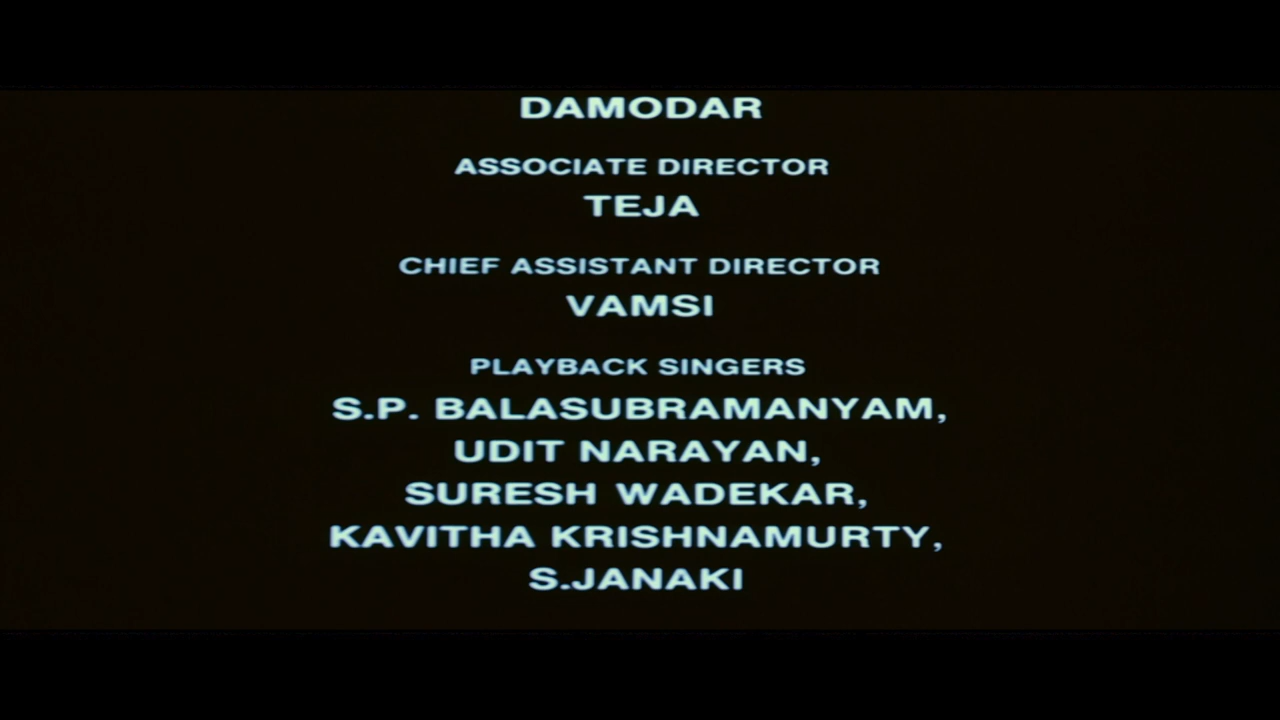 DAMODAR
ASSOCIATE DIRECTOR
TEJA
CHIEF ASSISTANT DIRECTOR
VAMSI
PLAYBACK SINGERS
S.P. BALASUBRAMANYAM,
UDIT NARAYAN,
SURESH WADEKAR,
KAVITHA KRISHNAMURTY,
S.JANAKI